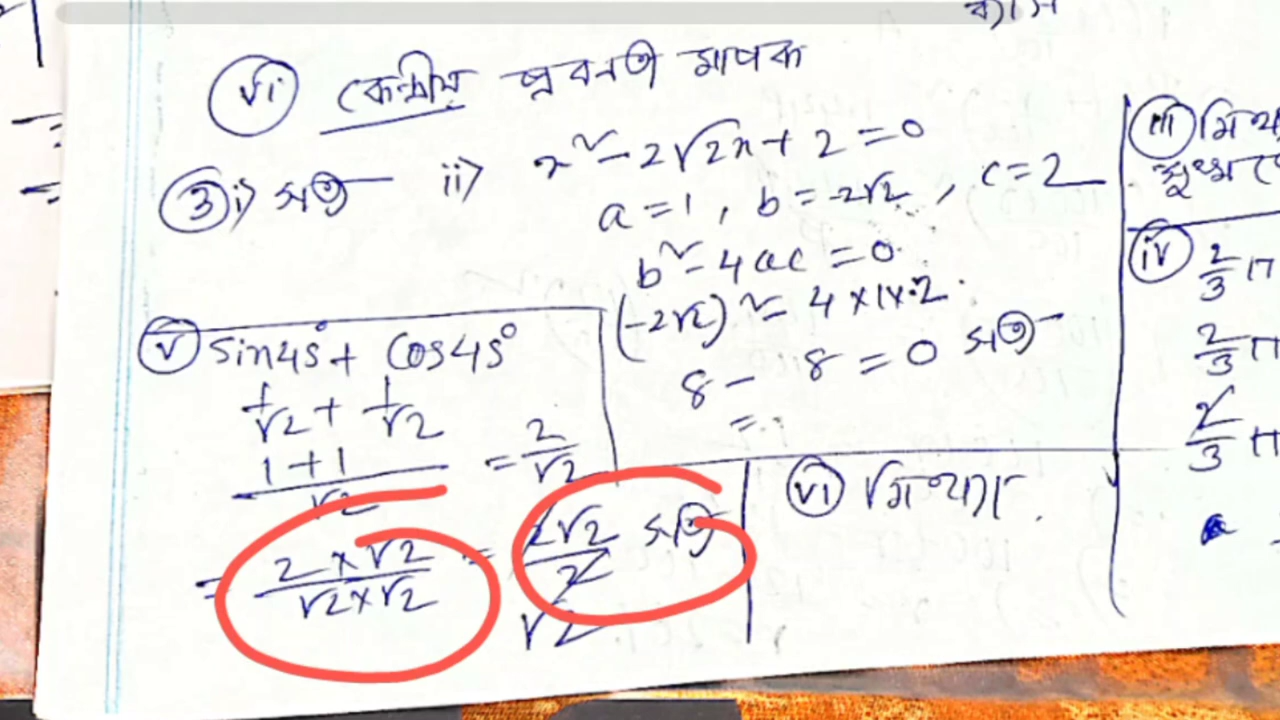 vi কেন্দ্রীয় প্রবনতা মাপক
3 i) সত্য ii) x² - 2√2x + 2 = 0
a = 1, b = -2√2, c = 2
b² - 4ac = 0
(-2√2)² = 4 × 1 × 2
8 - 8 = 0 সত্য
=
v sin45° + cos45°
1/√2 + 1/√2
1+1/√2 = 2/√2
= 2 × √2/√2 × √2 = 2√2/2 সত্য
√2
vi মিথ্যা
iii মিথ্যা
iv 2/3 π
2/3 π
2/3 π